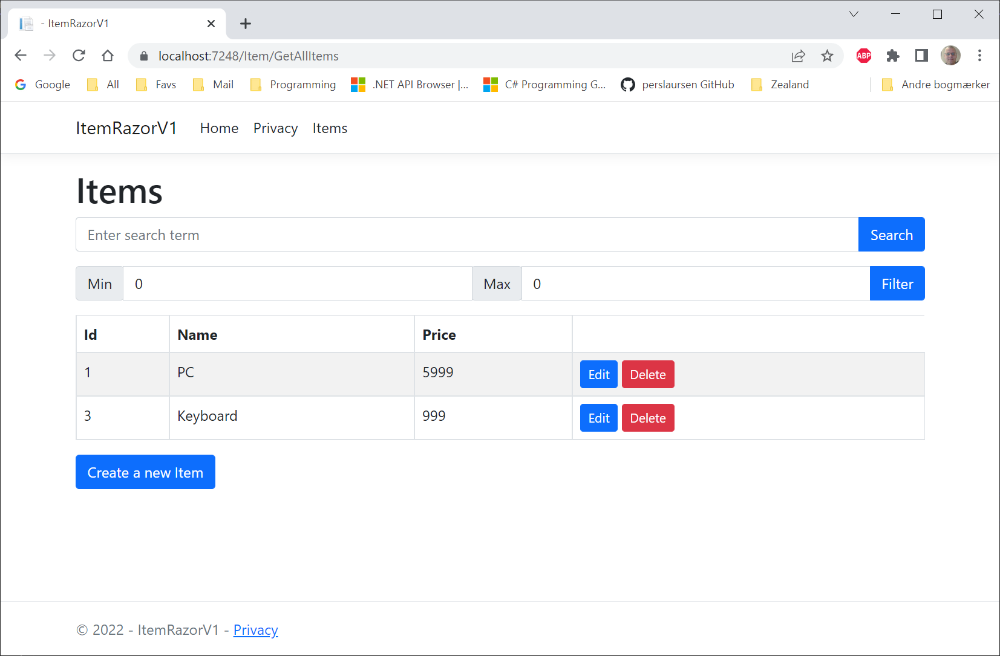 - ItemRazorV1
localhost:7248/Item/GetAllItems
ABP
Google All Favs Mail Programming .NET API Browser |... C# Programming G... perslaursen GitHub Zealand Andre bogmærker
ItemRazorV1 Home Privacy Items
Items
Enter search term Search
Min 0 Max 0 Filter
Id Name Price
1 PC 5999 Edit Delete
3 Keyboard 999 Edit Delete
Create a new Item
© 2022 - ItemRazorV1 - Privacy